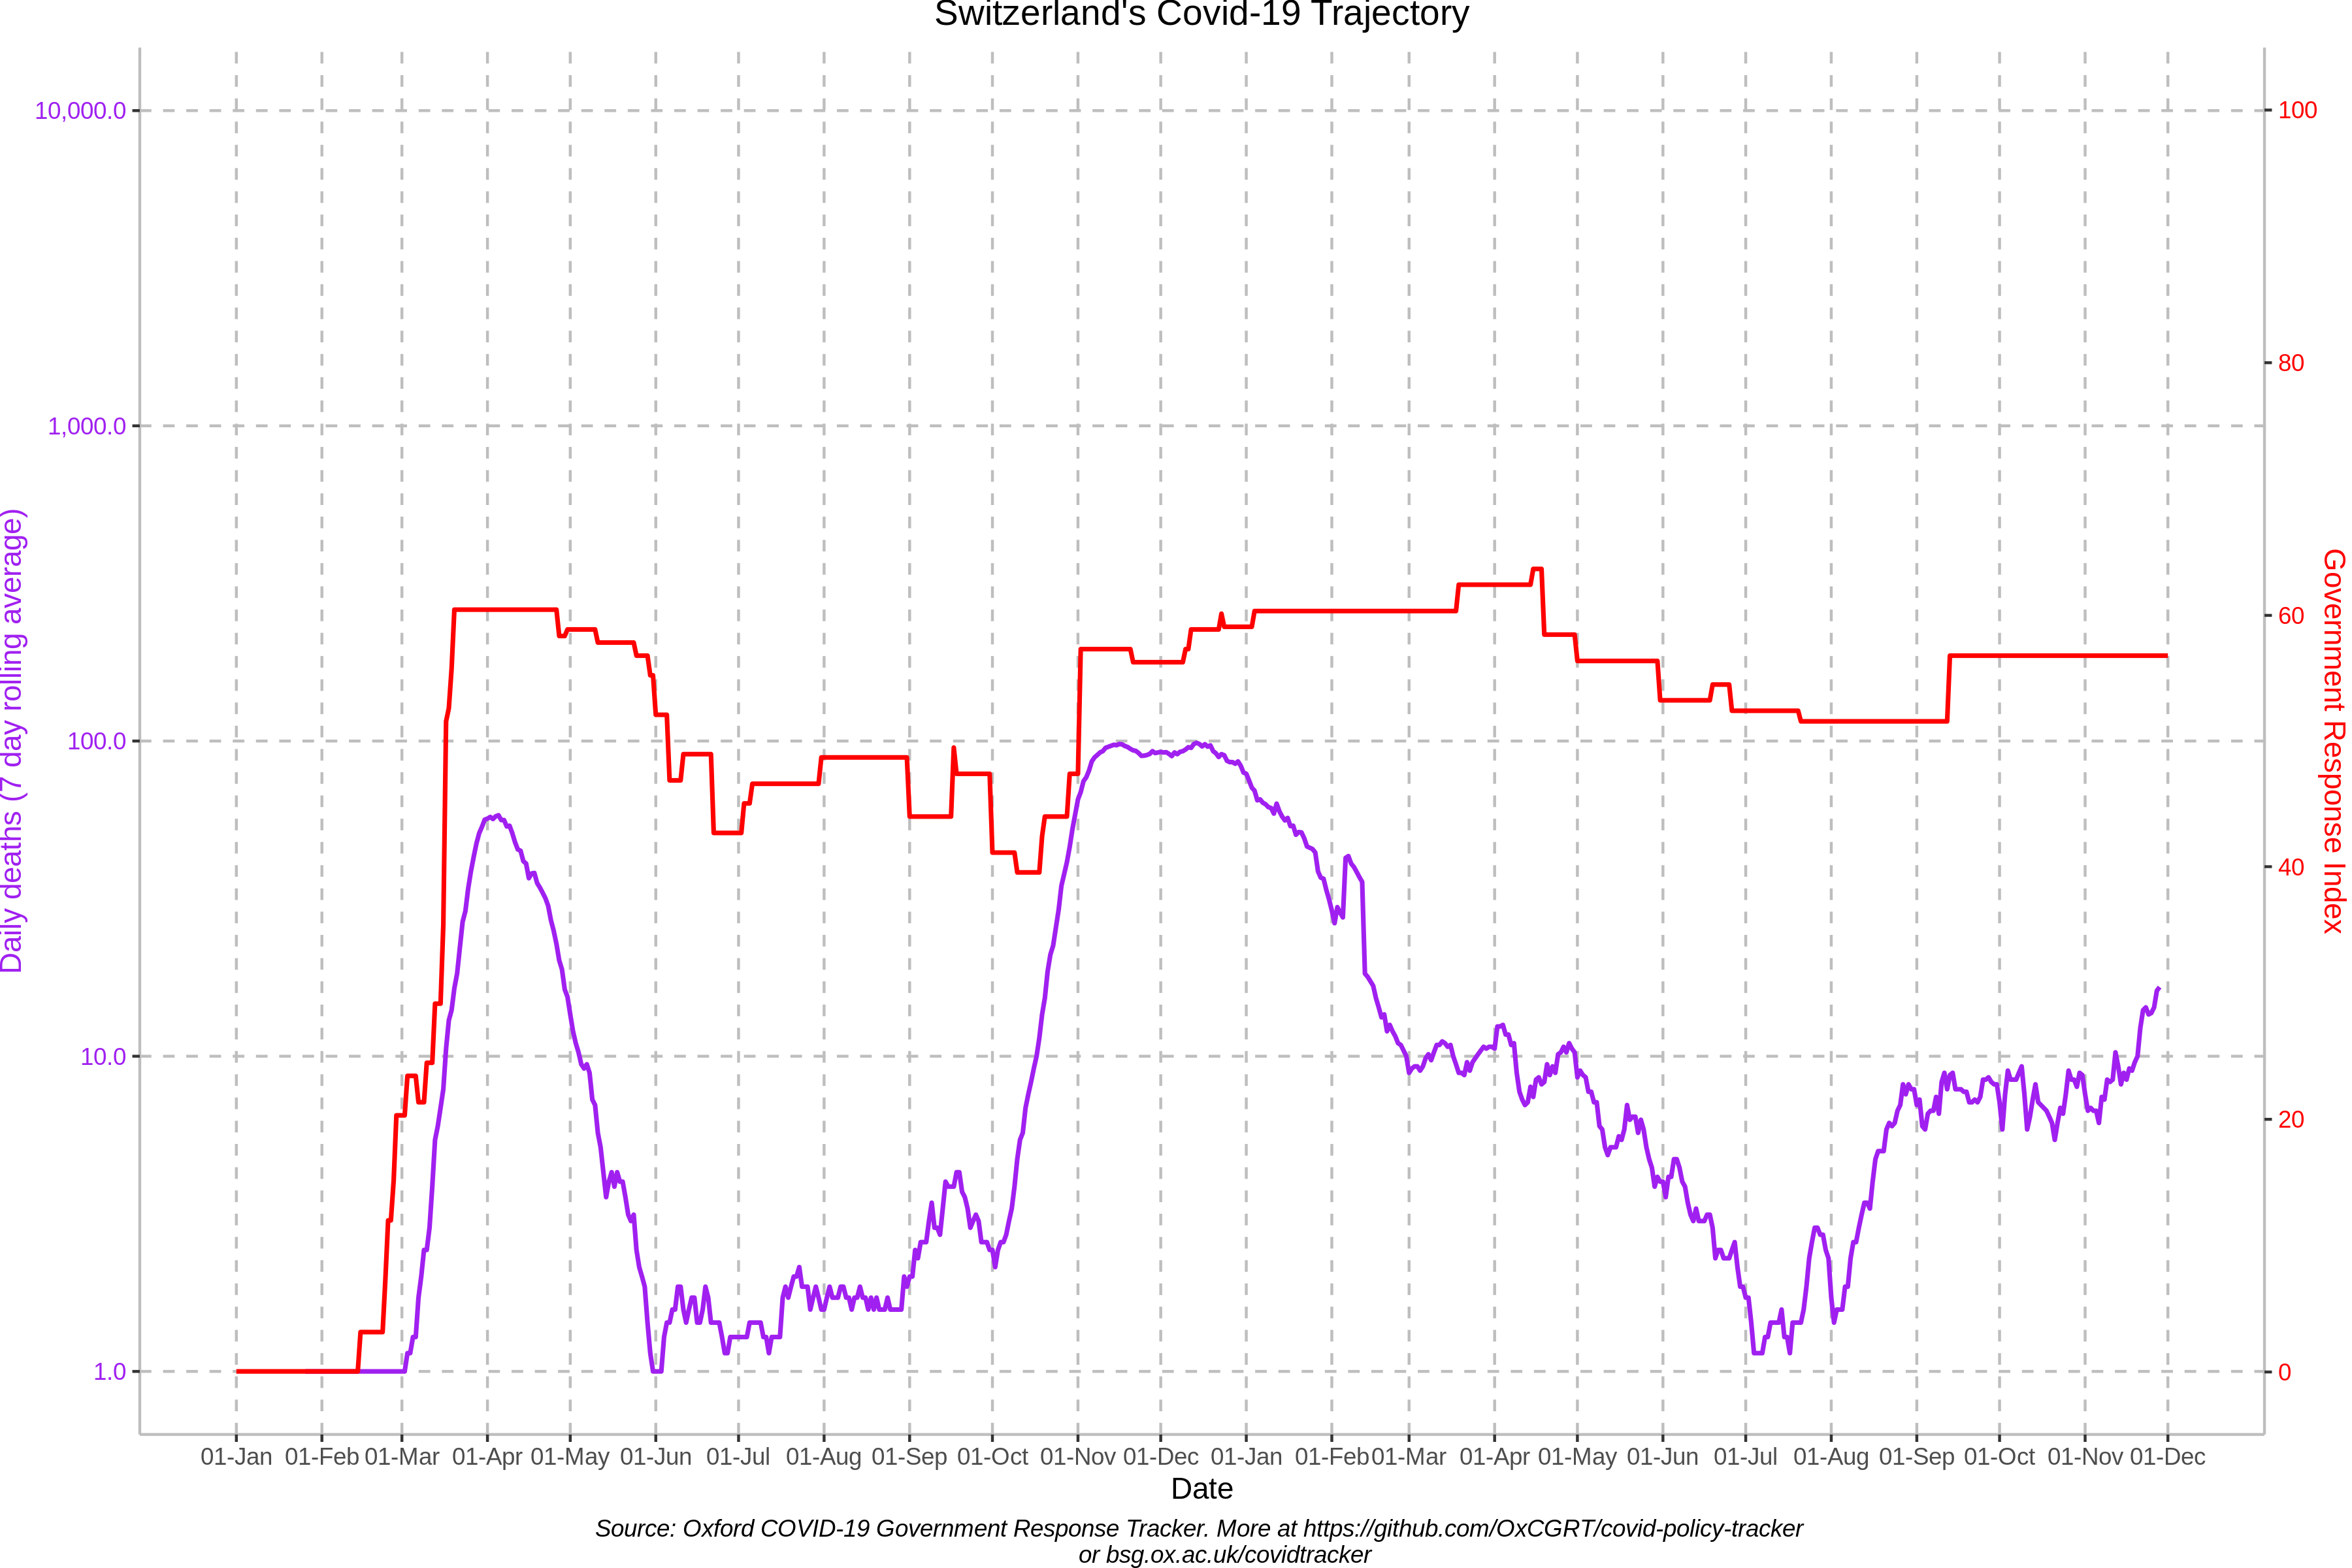 Switzerland's Covid-19 Trajectory
10,000.0
1,000.0
100.0
10.0
1.0
Daily deaths (7 day rolling average)
100
80
60
40
20
0
Government Response Index
01-Jan 01-Feb 01-Mar 01-Apr 01-May 01-Jun 01-Jul 01-Aug 01-Sep 01-Oct 01-Nov 01-Dec 01-Jan 01-Feb 01-Mar 01-Apr 01-May 01-Jun 01-Jul 01-Aug 01-Sep 01-Oct 01-Nov 01-Dec
Date
Source: Oxford COVID-19 Government Response Tracker. More at https://github.com/OxCGRT/covid-policy-tracker
or bsg.ox.ac.uk/covidtracker